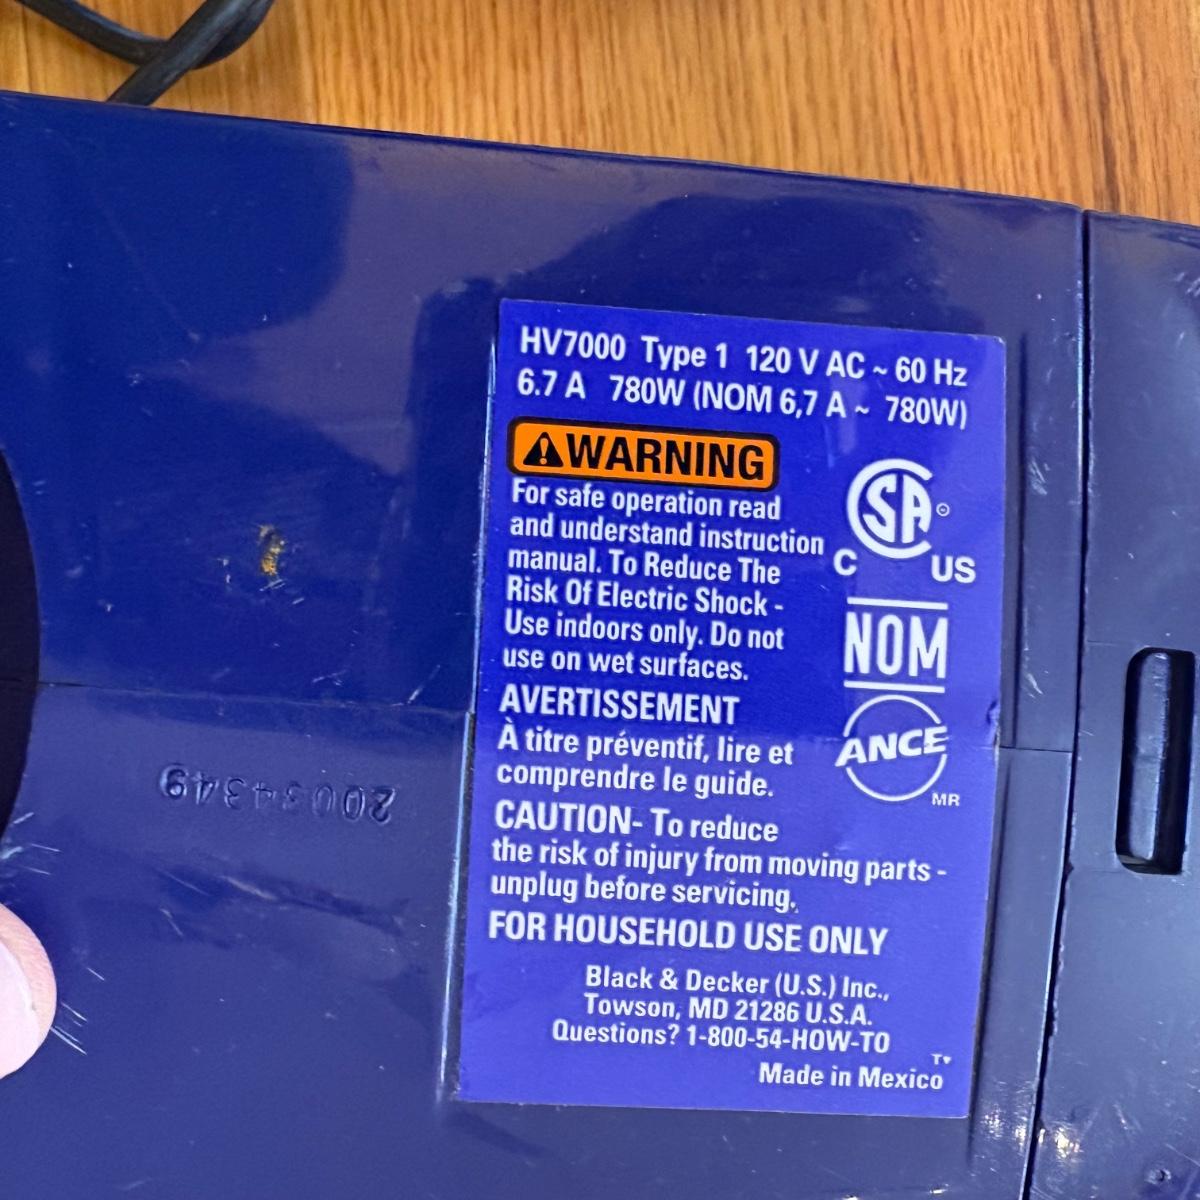 HV7000 Type 1 120 V AC ~ 60 Hz
6.7 A 780W (NOM 6,7 A ~ 780W)
WARNING
For safe operation read
and understand instruction
manual. To Reduce The
Risk Of Electric Shock -
Use indoors only. Do not
use on wet surfaces.
AVERTISSEMENT
À titre préventif, lire et
comprendre le guide.
CAUTION- To reduce
the risk of injury from moving parts -
unplug before servicing.
FOR HOUSEHOLD USE ONLY
Black & Decker (U.S.) Inc.,
Towson, MD 21286 U.S.A.
Questions? 1-800-54-HOW-TO
Made in Mexico
SA
C US
NOM
ANCE
MR
20034349